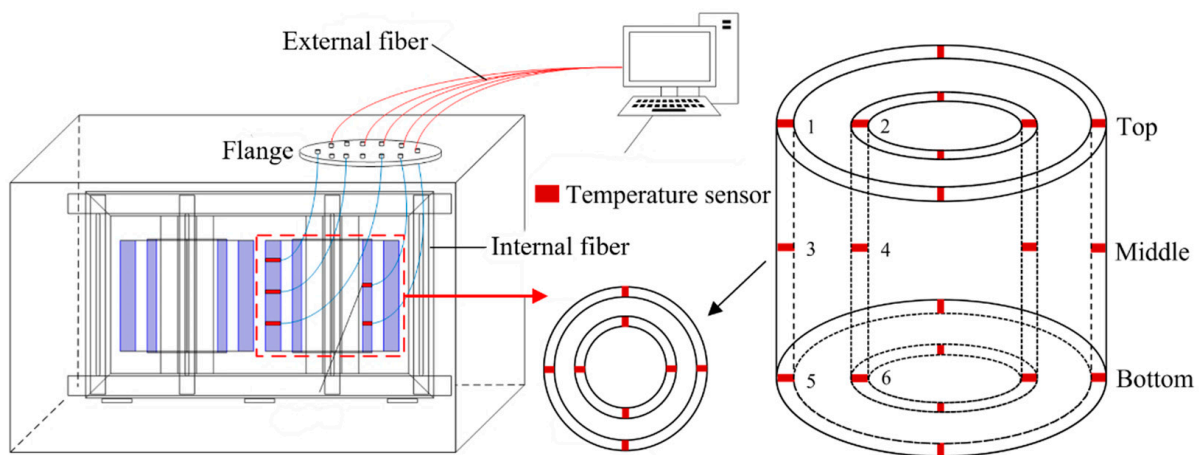 External fiber
Flange
Temperature sensor
Internal fiber
1
2
Top
3
4
Middle
5
6
Bottom